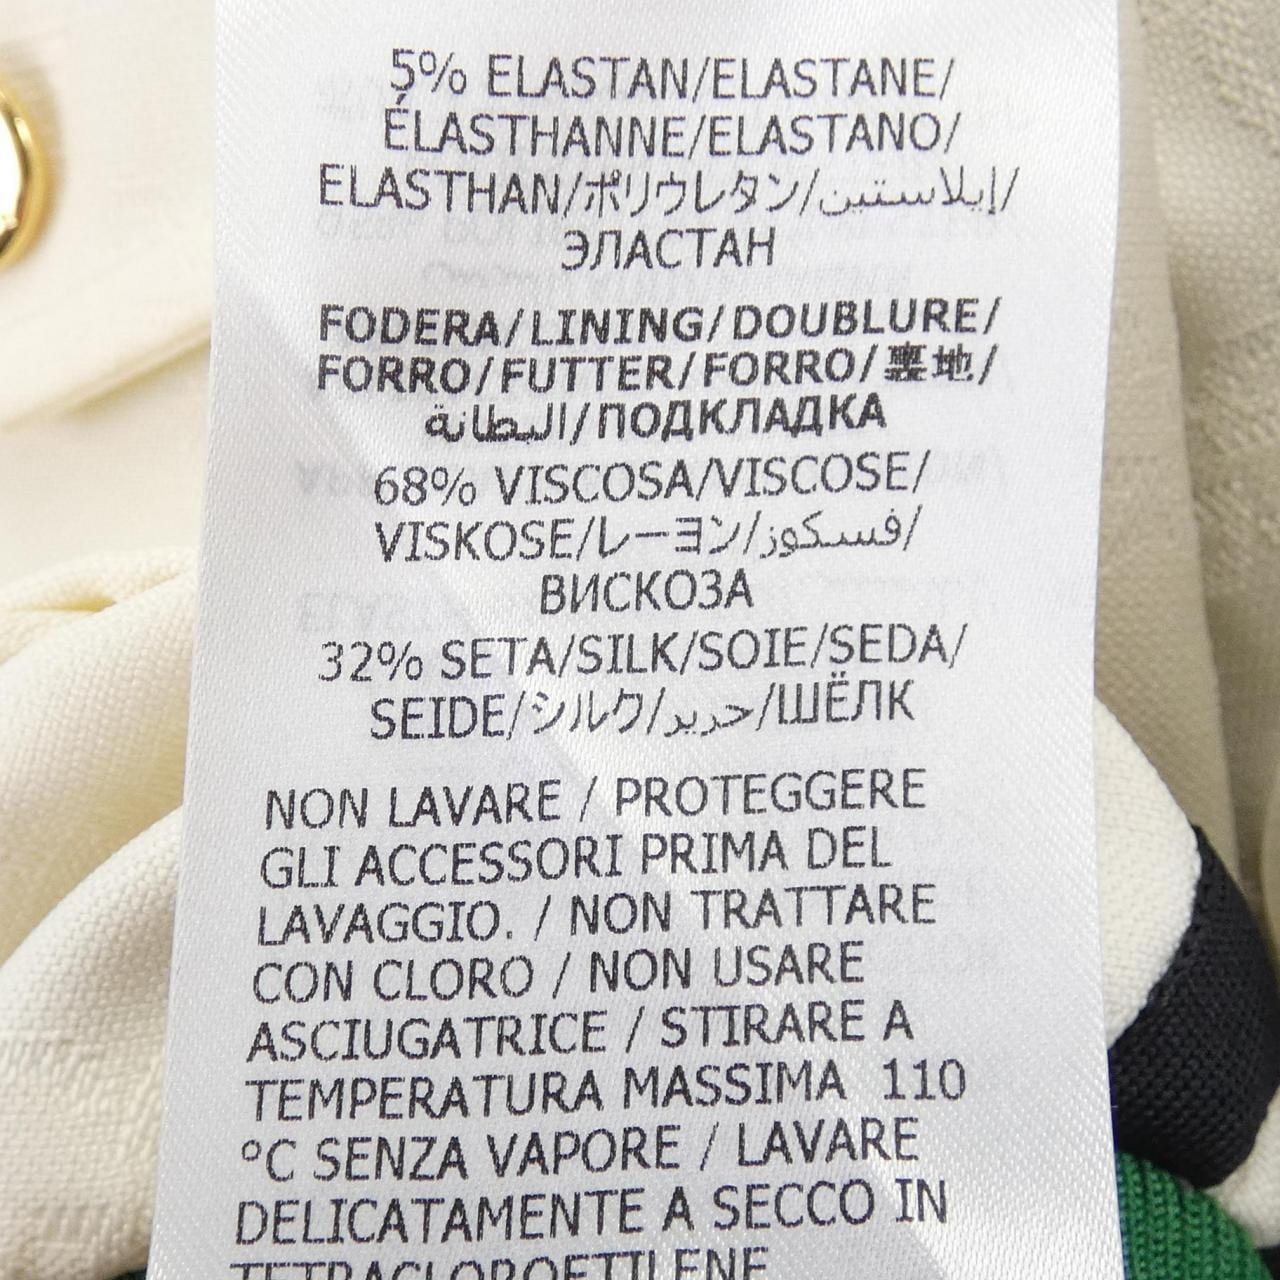 5% ELASTAN/ELASTANE/
ÉLASTHANNE/ELASTANO/
ELASTHAN/ポリウレタン/إيلاستين/
ЭЛАСТАН
FODERA/LINING/DOUBLURE/
FORRO/FUTTER/FORRO/裏地/
البطانة/ПОДКЛАДКА
68% VISCOSA/VISCOSE/
VISKOSE/レーヨン/فسكوز/
ВИСКОЗА
32% SETA/SILK/SOIE/SEDA/
SEIDE/シルク/حرير/ШЁЛК
NON LAVARE / PROTEGGERE
GLI ACCESSORI PRIMA DEL
LAVAGGIO. / NON TRATTARE
CON CLORO / NON USARE
ASCIUGATRICE / STIRARE A
TEMPERATURA MASSIMA 110
°C SENZA VAPORE / LAVARE
DELICATAMENTE A SECCO IN
TETRACLOROETILENE